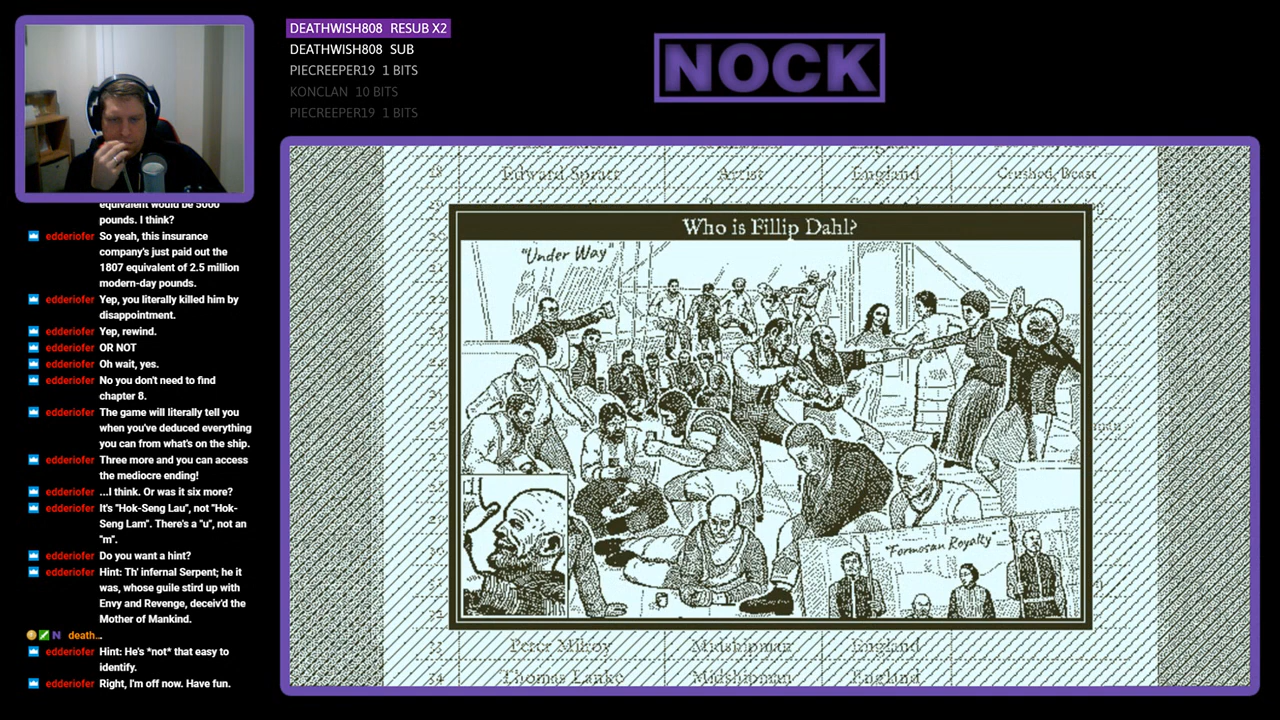 DEATHWISH808 RESUB X2
DEATHWISH808 SUB
PIECREEPER19 1 BITS
KONCLAN 10 BITS
PIECREEPER19 1 BITS
NOCK
equivalent would be 5000
pounds. I think?
edderiofer So yeah, this insurance
company's just paid out the
1807 equivalent of 2.5 million
modern-day pounds.
edderiofer Yep, you literally killed him by
disappointment.
edderiofer Yep, rewind.
edderiofer OR NOT
edderiofer Oh wait, yes.
edderiofer No you don't need to find
chapter 8.
edderiofer The game will literally tell you
when you've deduced everything
you can from what's on the ship.
edderiofer Three more and you can access
the mediocre ending!
edderiofer ...I think. Or was it six more?
edderiofer It's "Hok-Seng Lau", not "Hok-
Seng Lam". There's a "u", not an
"m".
edderiofer Do you want a hint?
edderiofer Hint: Th' infernal Serpent; he it
was, whose guile stird up with
Envy and Revenge, deceiv'd the
Mother of Mankind.
death...
edderiofer Hint: He's *not* that easy to
identify.
edderiofer Right, I'm off now. Have fun.
Edward Spratt Artist England Crushed, Beast
Who is Fillip Dahl?
"Under Way"
"Formosan Royalty"
Peter Milroy Midshipman England
34 Thomas Lanke Midshipman England